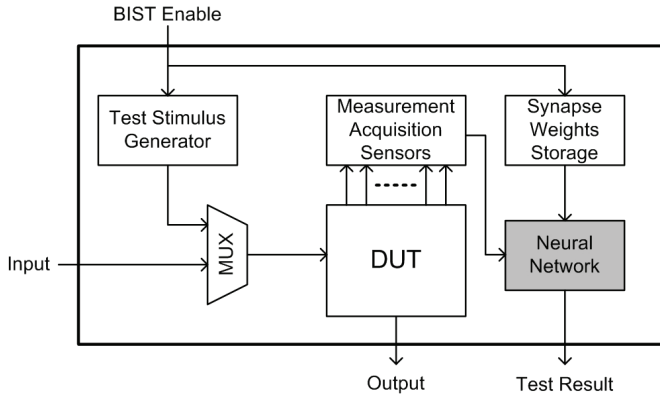 BIST Enable
Test Stimulus
Generator
Measurement
Acquisition
Sensors
Synapse
Weights
Storage
MUX
Input
DUT
Neural
Network
Output
Test Result